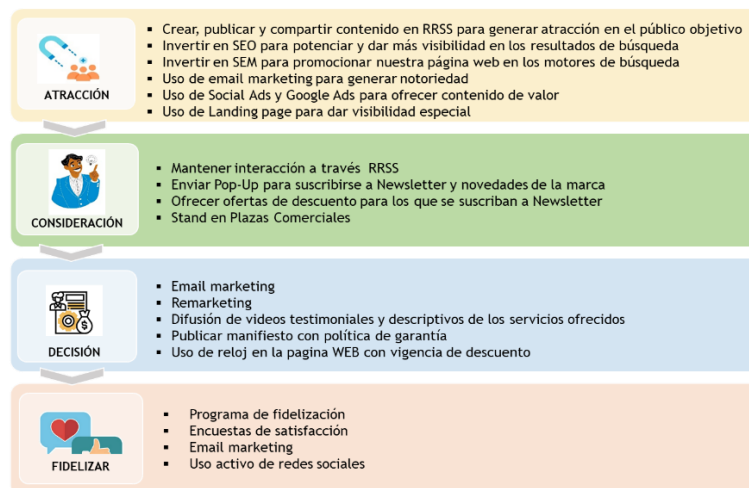 ATRACCIÓN
▪ Crear, publicar y compartir contenido en RRSS para generar atracción en el público objetivo
▪ Invertir en SEO para potenciar y dar más visibilidad en los resultados de búsqueda
▪ Invertir en SEM para promocionar nuestra página web en los motores de búsqueda
▪ Uso de email marketing para generar notoriedad
▪ Uso de Social Ads y Google Ads para ofrecer contenido de valor
▪ Uso de Landing page para dar visibilidad especial
CONSIDERACIÓN
▪ Mantener interacción a través RRSS
▪ Enviar Pop-Up para suscribirse a Newsletter y novedades de la marca
▪ Ofrecer ofertas de descuento para los que se suscriban a Newsletter
▪ Stand en Plazas Comerciales
DECISIÓN
▪ Email marketing
▪ Remarketing
▪ Difusión de videos testimoniales y descriptivos de los servicios ofrecidos
▪ Publicar manifiesto con política de garantía
▪ Uso de reloj en la pagina WEB con vigencia de descuento
FIDELIZAR
▪ Programa de fidelización
▪ Encuestas de satisfacción
▪ Email marketing
▪ Uso activo de redes sociales